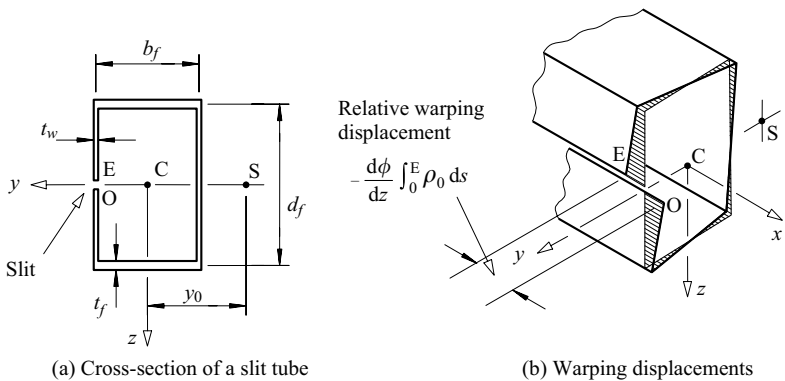 b_f
t_w
E
C
S
y
O
d_f
Slit
t_f
y_0
z
(a) Cross-section of a slit tube
Relative warping
displacement
- dϕ/dz ∫_0^E ρ_0 ds
E
S
C
O
x
y
z
(b) Warping displacements